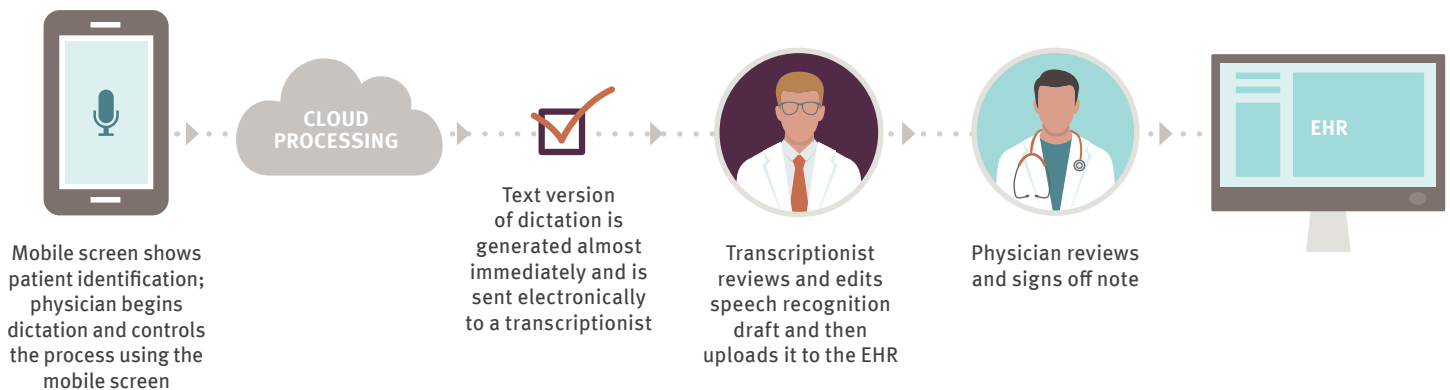 Mobile screen shows
patient identification;
physician begins
dictation and controls
the process using the
mobile screen
CLOUD
PROCESSING
Text version
of dictation is
generated almost
immediately and is
sent electronically
to a transcriptionist
Transcriptionist
reviews and edits
speech recognition
draft and then
uploads it to the EHR
Physician reviews
and signs off note
EHR